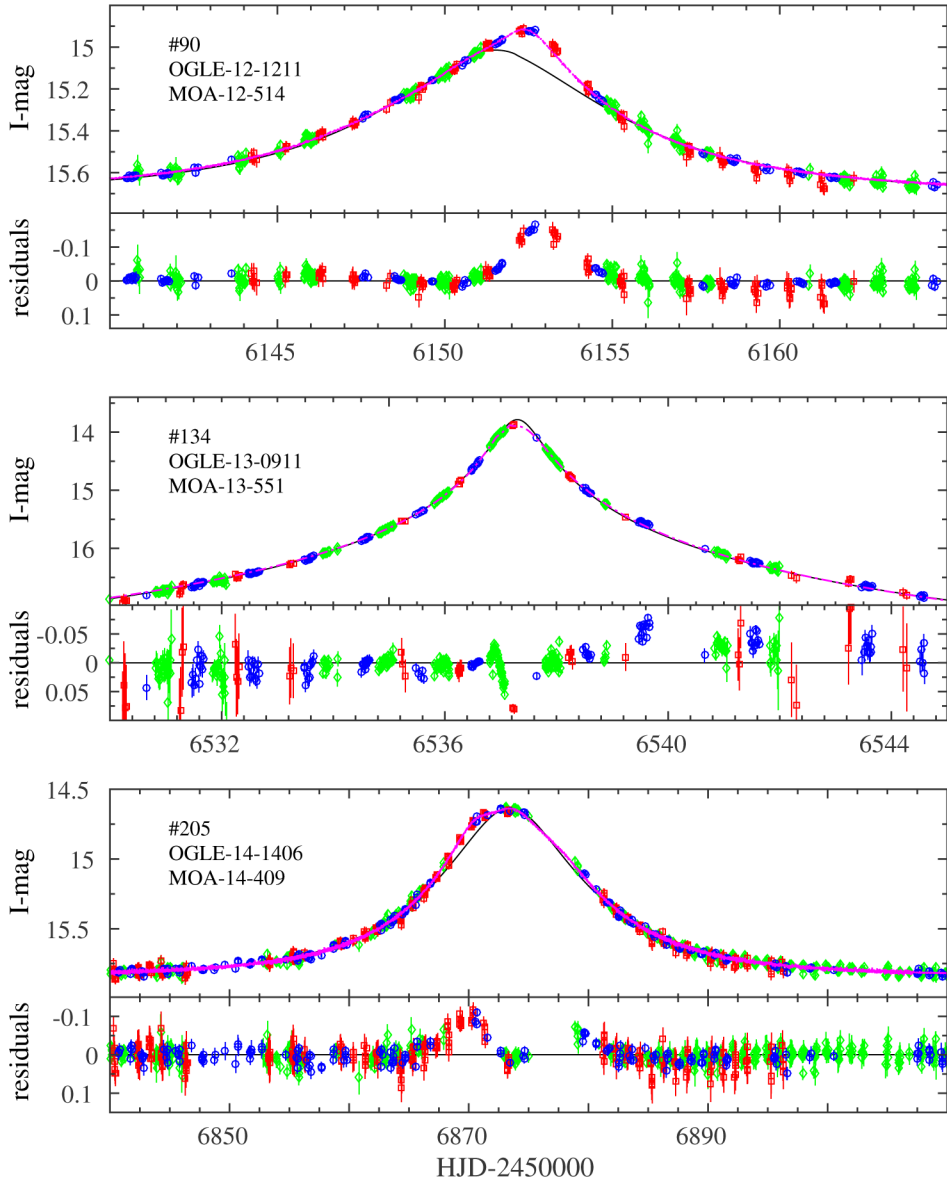 15
15.2
15.4
15.6
I-mag
#90
OGLE-12-1211
MOA-12-514
-0.1
0
0.1
residuals
6145 6150 6155 6160
14
15
16
I-mag
#134
OGLE-13-0911
MOA-13-551
-0.05
0
0.05
residuals
6532 6536 6540 6544
14.5
15
15.5
I-mag
#205
OGLE-14-1406
MOA-14-409
-0.1
0
0.1
residuals
6850 6870 6890
HJD-2450000